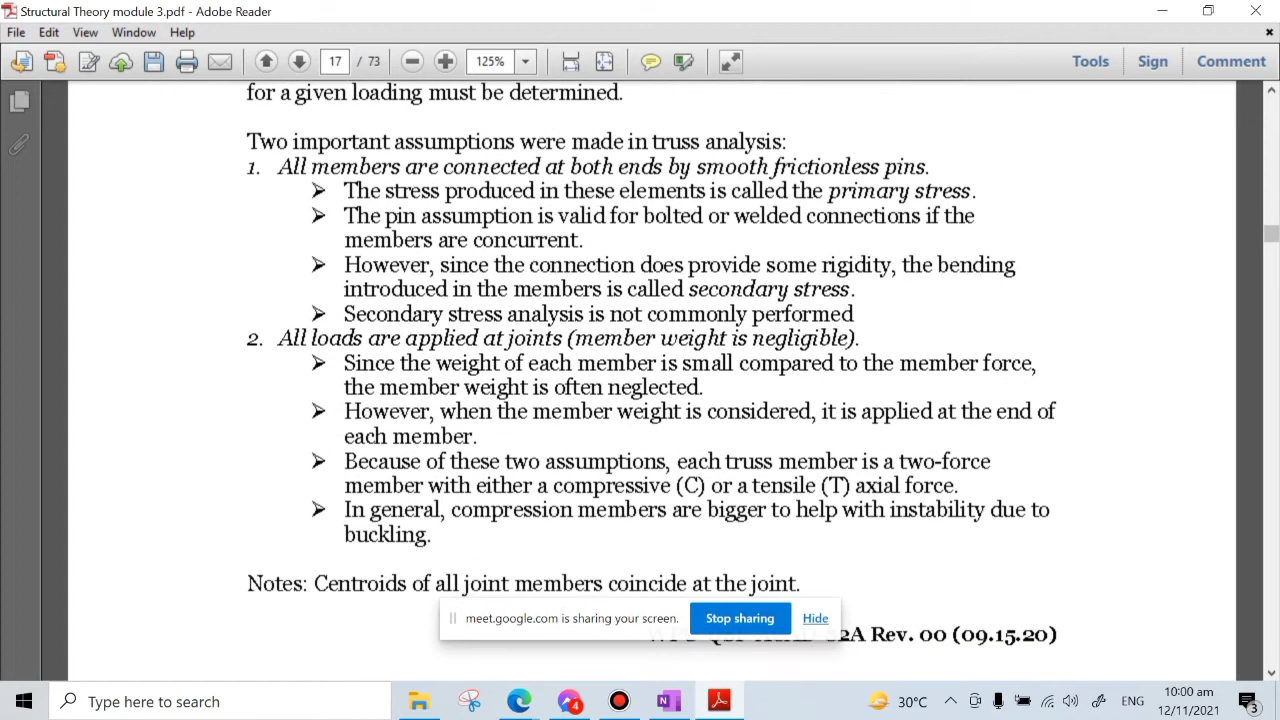 Structural Theory module 3.pdf - Adobe Reader
File Edit View Window Help
17 / 73 125% Tools Sign Comment
for a given loading must be determined.
Two important assumptions were made in truss analysis:
1. All members are connected at both ends by smooth frictionless pins.
➢ The stress produced in these elements is called the primary stress.
➢ The pin assumption is valid for bolted or welded connections if the
members are concurrent.
➢ However, since the connection does provide some rigidity, the bending
introduced in the members is called secondary stress.
➢ Secondary stress analysis is not commonly performed
2. All loads are applied at joints (member weight is negligible).
➢ Since the weight of each member is small compared to the member force,
the member weight is often neglected.
➢ However, when the member weight is considered, it is applied at the end of
each member.
➢ Because of these two assumptions, each truss member is a two-force
member with either a compressive (C) or a tensile (T) axial force.
➢ In general, compression members are bigger to help with instability due to
buckling.
Notes: Centroids of all joint members coincide at the joint.
meet.google.com is sharing your screen. Stop sharing Hide
Rev. 00 (09.15.20)
Type here to search 4 N 30°C ENG 10:00 am
12/11/2021 3